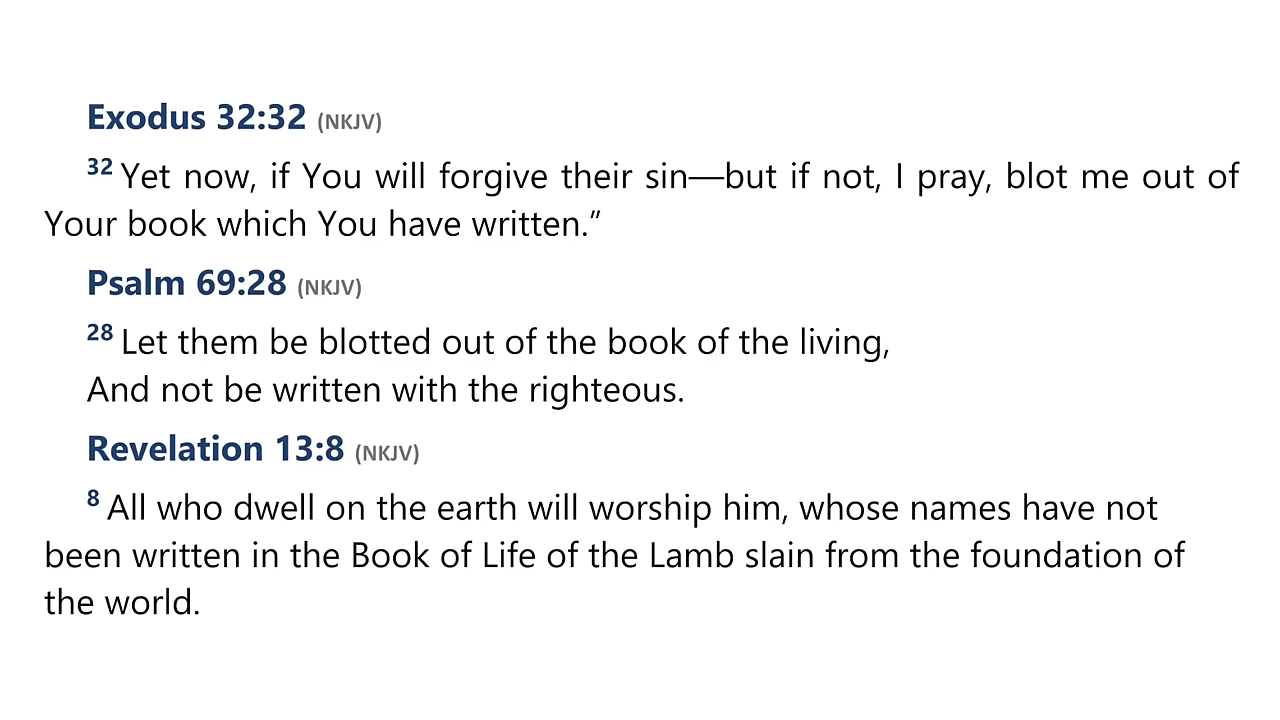 Exodus 32:32 (NKJV)
32 Yet now, if You will forgive their sin—but if not, I pray, blot me out of
Your book which You have written.”
Psalm 69:28 (NKJV)
28 Let them be blotted out of the book of the living,
And not be written with the righteous.
Revelation 13:8 (NKJV)
8 All who dwell on the earth will worship him, whose names have not
been written in the Book of Life of the Lamb slain from the foundation of
the world.